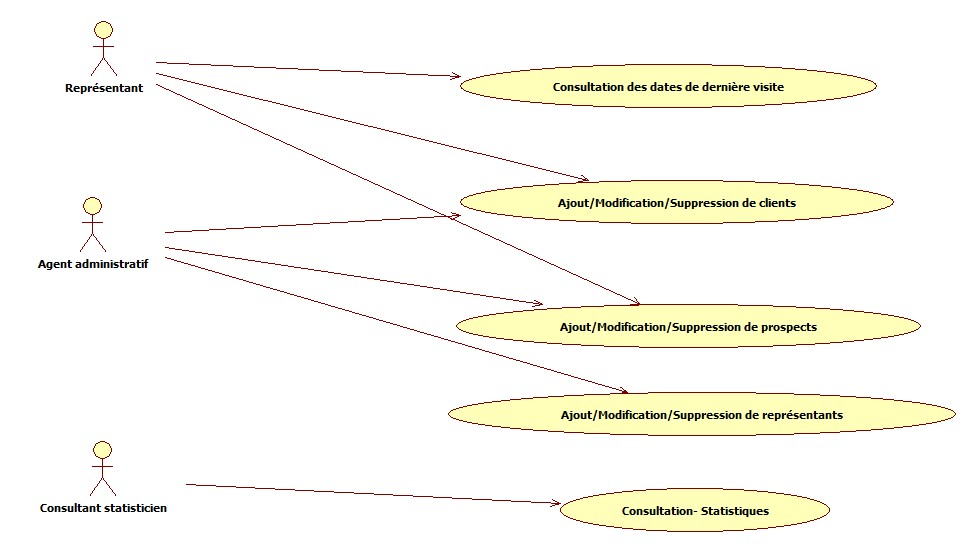 Représentant
Consultation des dates de dernière visite
Ajout/Modification/Suppression de clients
Agent administratif
Ajout/Modification/Suppression de prospects
Ajout/Modification/Suppression de représentants
Consultant statisticien
Consultation- Statistiques